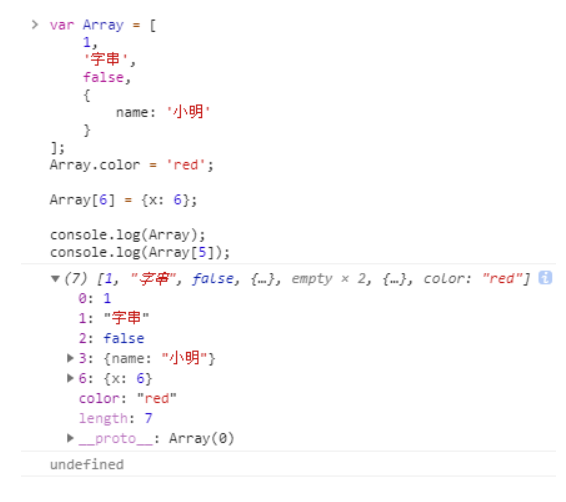 > var Array = [
1,
'字串',
false,
{
name: '小明'
}
];
Array.color = 'red';
Array[6] = {x: 6};
console.log(Array);
console.log(Array[5]);
▼(7) [1, "字串", false, {…}, empty × 2, {…}, color: "red"] i
0: 1
1: "字串"
2: false
▶3: {name: "小明"}
▶6: {x: 6}
color: "red"
length: 7
▶__proto__: Array(0)
undefined